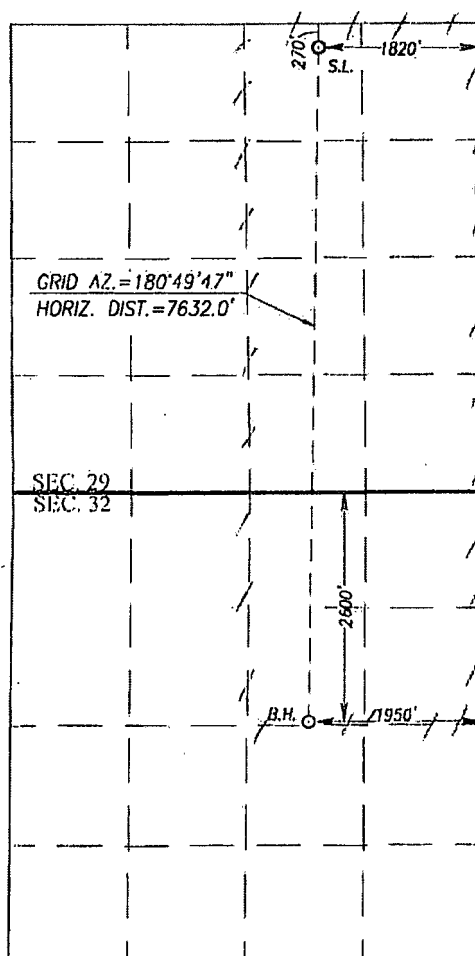 270'
1820'
S.L.
GRID AZ.=180°49'47"
HORIZ. DIST.=7632.0'
SEC. 29
SEC. 32
2600'
B.H.
1950'